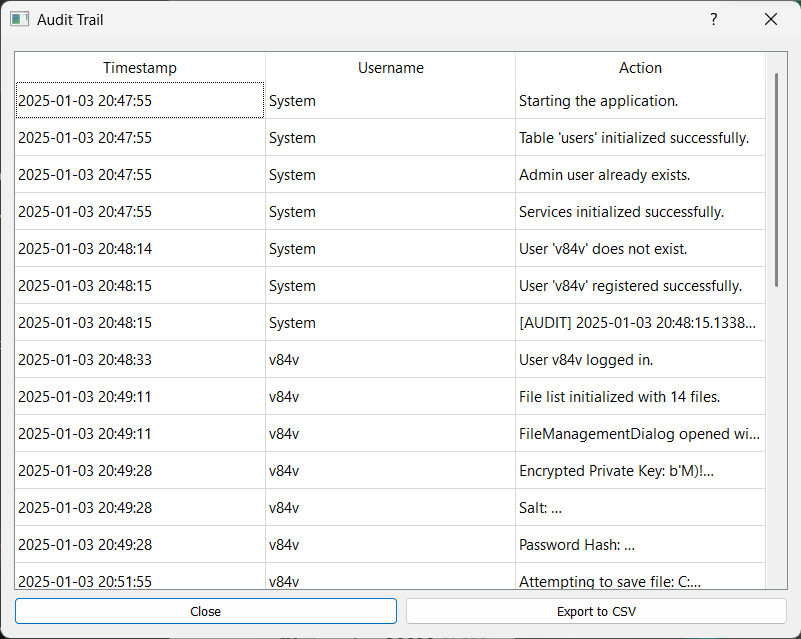 Audit Trail ?
Timestamp Username Action
2025-01-03 20:47:55 System Starting the application.
2025-01-03 20:47:55 System Table 'users' initialized successfully.
2025-01-03 20:47:55 System Admin user already exists.
2025-01-03 20:47:55 System Services initialized successfully.
2025-01-03 20:48:14 System User 'v84v' does not exist.
2025-01-03 20:48:15 System User 'v84v' registered successfully.
2025-01-03 20:48:15 System [AUDIT] 2025-01-03 20:48:15.1338...
2025-01-03 20:48:33 v84v User v84v logged in.
2025-01-03 20:49:11 v84v File list initialized with 14 files.
2025-01-03 20:49:11 v84v FileManagementDialog opened wi...
2025-01-03 20:49:28 v84v Encrypted Private Key: b'M)!...
2025-01-03 20:49:28 v84v Salt: ...
2025-01-03 20:49:28 v84v Password Hash: ...
2025-01-03 20:51:55 v84v Attempting to save file: C:...
Close Export to CSV